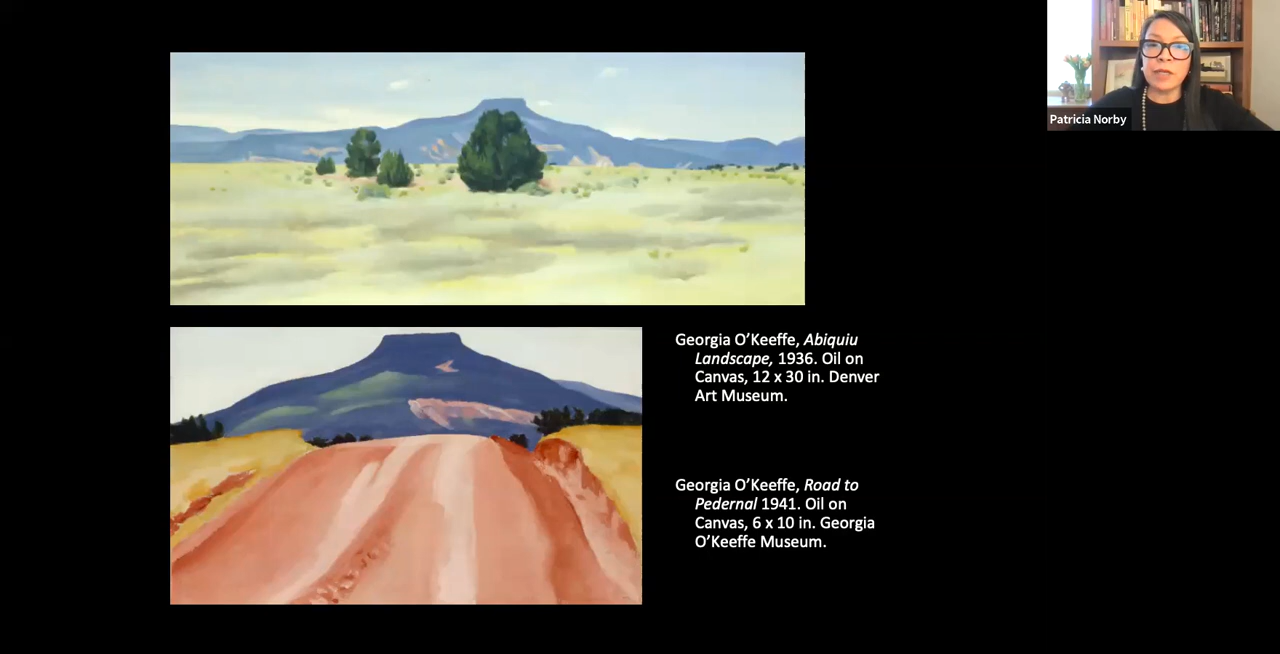 Patricia Norby
Georgia O’Keeffe, Abiquiu
Landscape, 1936. Oil on
Canvas, 12 x 30 in. Denver
Art Museum.
Georgia O’Keeffe, Road to
Pedernal 1941. Oil on
Canvas, 6 x 10 in. Georgia
O’Keeffe Museum.